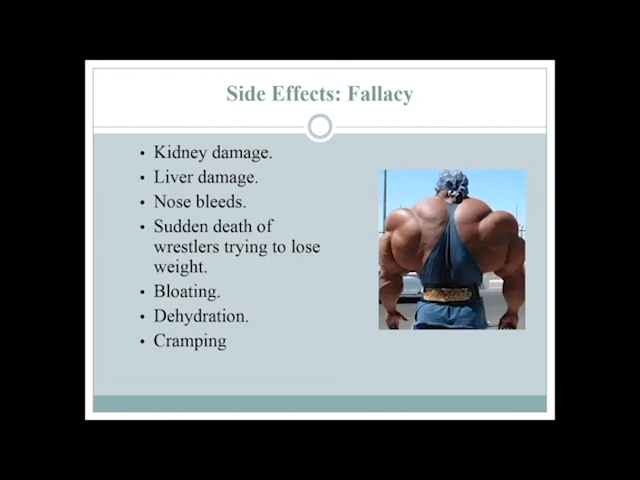 Side Effects: Fallacy
• Kidney damage.
• Liver damage.
• Nose bleeds.
• Sudden death of
wrestlers trying to lose
weight.
• Bloating.
• Dehydration.
• Cramping